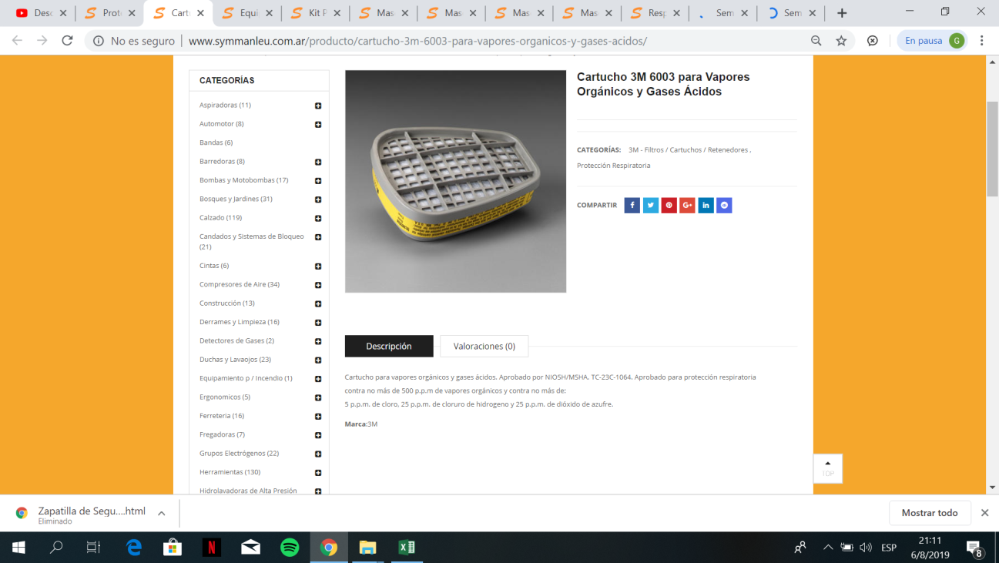 Desc
Prote
Cart
Equi
Kit P
Mas
Mas
Mas
Mas
Resp
Sem
Sem
No es seguro | www.symmanleu.com.ar/producto/cartucho-3m-6003-para-vapores-organicos-y-gases-acidos/
En pausa G
CATEGORÍAS
Aspiradoras (11)
Automotor (8)
Bandas (6)
Barredoras (8)
Bombas y Motobombas (17)
Bosques y Jardines (31)
Calzado (119)
Candados y Sistemas de Bloqueo
(21)
Cintas (6)
Compresores de Aire (34)
Construcción (13)
Derrames y Limpieza (16)
Detectores de Gases (2)
Duchas y Lavaojos (23)
Equipamiento p / Incendio (1)
Ergonomicos (5)
Ferreteria (16)
Fregadoras (7)
Grupos Electrógenos (22)
Herramientas (130)
Hidrolavadoras de Alta Presión
Cartucho 3M 6003 para Vapores
Orgánicos y Gases Ácidos
CATEGORÍAS: 3M - Filtros / Cartuchos / Retenedores ,
Protección Respiratoria
COMPARTIR
Descripción
Valoraciones (0)
Cartucho para vapores orgánicos y gases ácidos. Aprobado por NIOSH/MSHA. TC-23C-1064. Aprobado para protección respiratoria
contra no más de 500 p.p.m de vapores orgánicos y contra no más de:
5 p.p.m. de cloro, 25 p.p.m. de cloruro de hidrogeno y 25 p.p.m. de dióxido de azufre.
Marca:3M
TOP
Zapatilla de Segu....html
Eliminado
Mostrar todo
ESP
21:11
6/8/2019
8